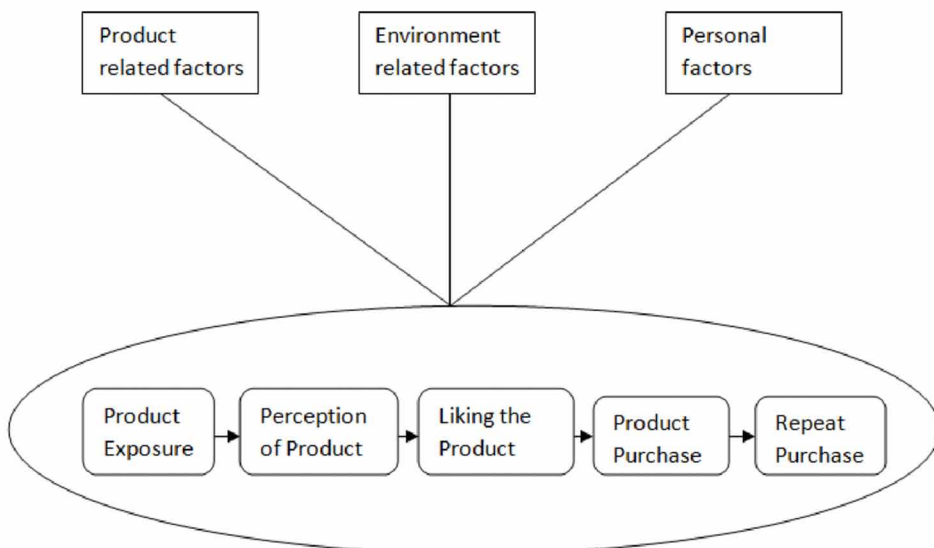 Product
related factors
Environment
related factors
Personal
factors
Product
Exposure
Perception
of Product
Liking the
Product
Product
Purchase
Repeat
Purchase